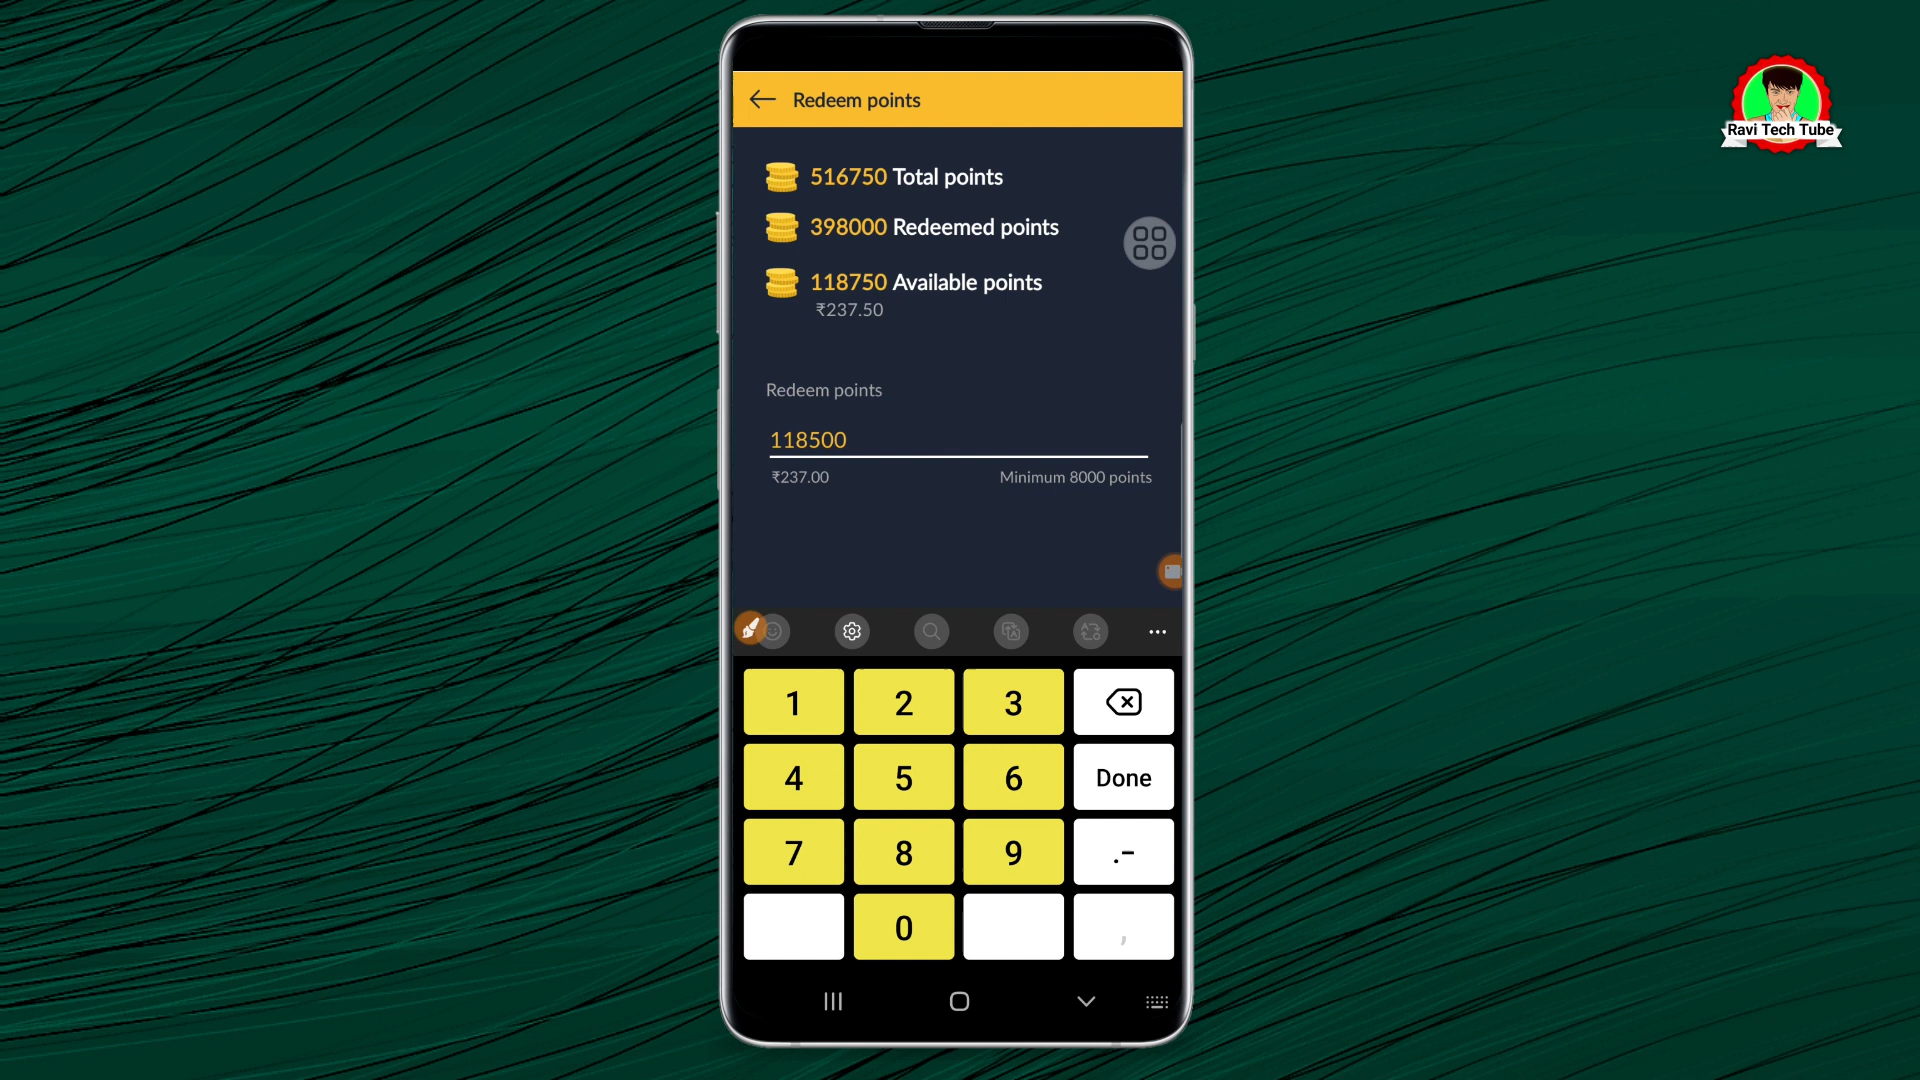 Redeem points
Ravi Tech Tube
516750 Total points
398000 Redeemed points
118750 Available points
₹237.50
Redeem points
118500
₹237.00 Minimum 8000 points
1 2 3
4 5 6 Done
7 8 9 .-
0 ,